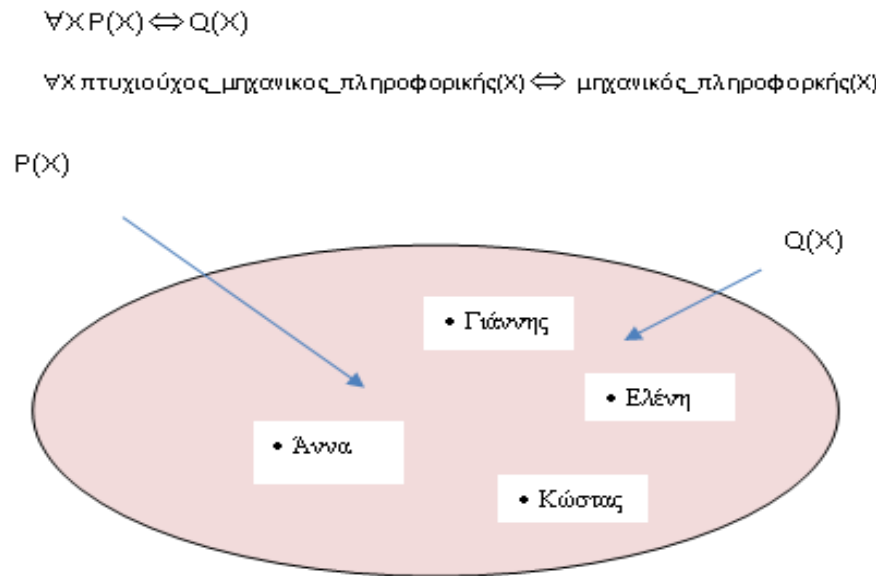 ∀X P(X) ⇔ Q(X)
∀X πτυχιούχος_μηχανικος_πληροφορικής(X) ⇔ μηχανικός_πληροφορκής(X)
P(X)
Q(X)
• Γιάννης
• Ελένη
• Άννα
• Κώστας